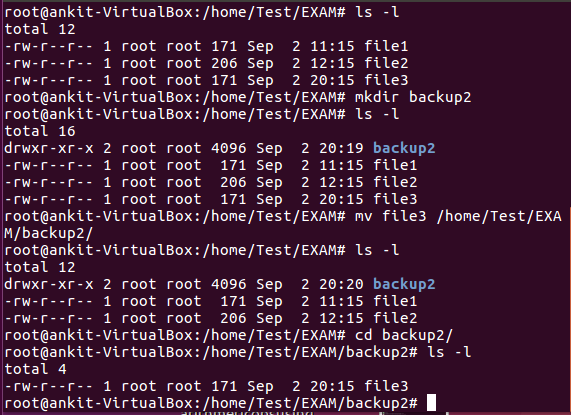 root@ankit-VirtualBox:/home/Test/EXAM# ls -l
total 12
-rw-r--r-- 1 root root 171 Sep  2 11:15 file1
-rw-r--r-- 1 root root 206 Sep  2 12:15 file2
-rw-r--r-- 1 root root 171 Sep  2 20:15 file3
root@ankit-VirtualBox:/home/Test/EXAM# mkdir backup2
root@ankit-VirtualBox:/home/Test/EXAM# ls -l
total 16
drwxr-xr-x 2 root root 4096 Sep  2 20:19 backup2
-rw-r--r-- 1 root root  171 Sep  2 11:15 file1
-rw-r--r-- 1 root root  206 Sep  2 12:15 file2
-rw-r--r-- 1 root root  171 Sep  2 20:15 file3
root@ankit-VirtualBox:/home/Test/EXAM# mv file3 /home/Test/EXA
M/backup2/
root@ankit-VirtualBox:/home/Test/EXAM# ls -l
total 12
drwxr-xr-x 2 root root 4096 Sep  2 20:20 backup2
-rw-r--r-- 1 root root  171 Sep  2 11:15 file1
-rw-r--r-- 1 root root  206 Sep  2 12:15 file2
root@ankit-VirtualBox:/home/Test/EXAM# cd backup2/
root@ankit-VirtualBox:/home/Test/EXAM/backup2# ls -l
total 4
-rw-r--r-- 1 root root 171 Sep  2 20:15 file3
root@ankit-VirtualBox:/home/Test/EXAM/backup2#